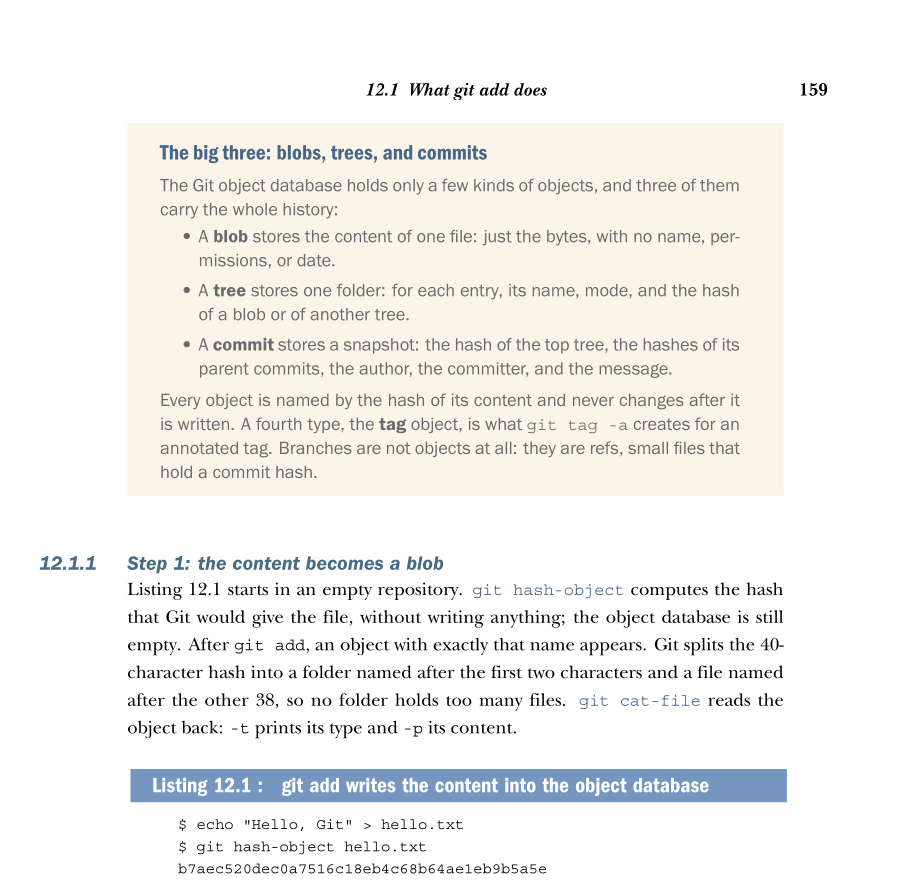 12.1 What git add does 159
The big three: blobs, trees, and commits
The Git object database holds only a few kinds of objects, and three of them
carry the whole history:
• A blob stores the content of one file: just the bytes, with no name, per-
missions, or date.
• A tree stores one folder: for each entry, its name, mode, and the hash
of a blob or of another tree.
• A commit stores a snapshot: the hash of the top tree, the hashes of its
parent commits, the author, the committer, and the message.
Every object is named by the hash of its content and never changes after it
is written. A fourth type, the tag object, is what git tag -a creates for an
annotated tag. Branches are not objects at all: they are refs, small files that
hold a commit hash.
12.1.1 Step 1: the content becomes a blob
Listing 12.1 starts in an empty repository. git hash-object computes the hash
that Git would give the file, without writing anything; the object database is still
empty. After git add, an object with exactly that name appears. Git splits the 40-
character hash into a folder named after the first two characters and a file named
after the other 38, so no folder holds too many files. git cat-file reads the
object back: -t prints its type and -p its content.
Listing 12.1 : git add writes the content into the object database
$ echo "Hello, Git" > hello.txt
$ git hash-object hello.txt
b7aec520dec0a7516c18eb4c68b64ae1eb9b5a5e